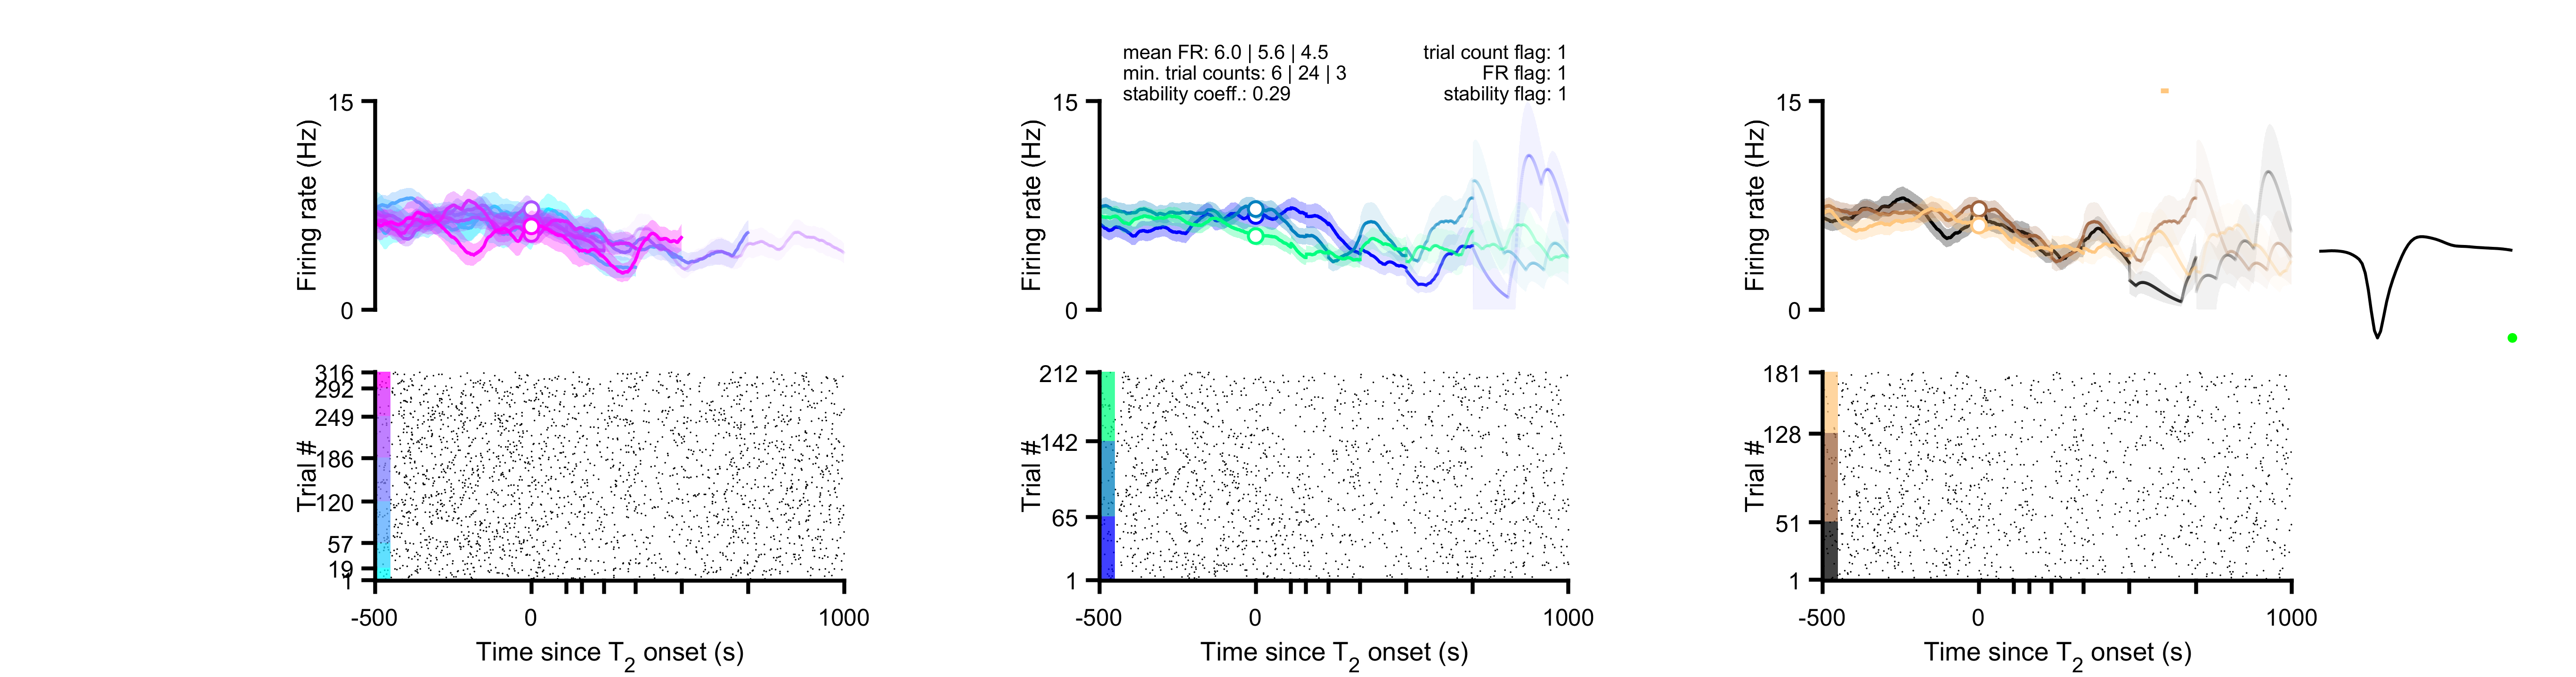 mean FR: 6.0 | 5.6 | 4.5
min. trial counts: 6 | 24 | 3
stability coeff.: 0.29
trial count flag: 1
FR flag: 1
stability flag: 1
15
Firing rate (Hz)
0
15
Firing rate (Hz)
0
15
Firing rate (Hz)
0
316
292
249
186
120
57
19
1
Trial #
-500
0
1000
Time since T2 onset (s)
212
142
65
1
Trial #
-500
0
1000
Time since T2 onset (s)
181
128
51
1
Trial #
-500
0
1000
Time since T2 onset (s)